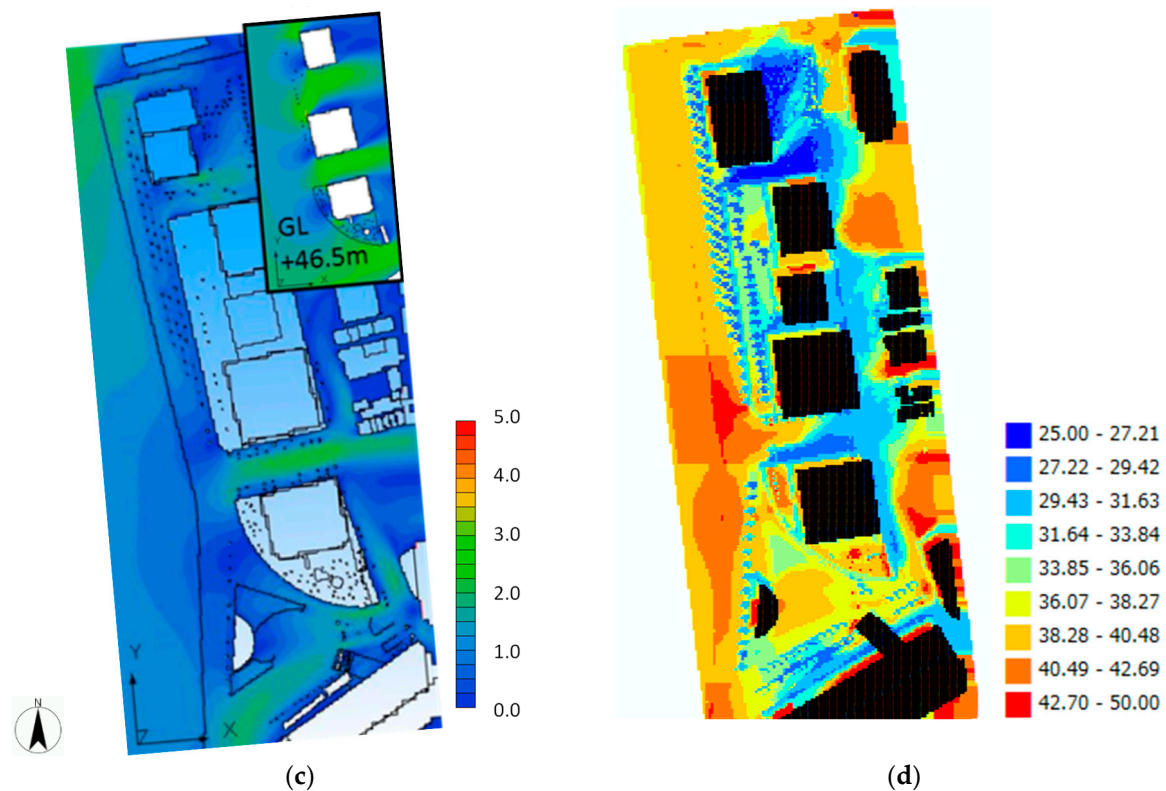 GL
+46.5m
Y
X
Y
Z
X
N
5.0
4.0
3.0
2.0
1.0
0.0
(c)
25.00 - 27.21
27.22 - 29.42
29.43 - 31.63
31.64 - 33.84
33.85 - 36.06
36.07 - 38.27
38.28 - 40.48
40.49 - 42.69
42.70 - 50.00
(d)